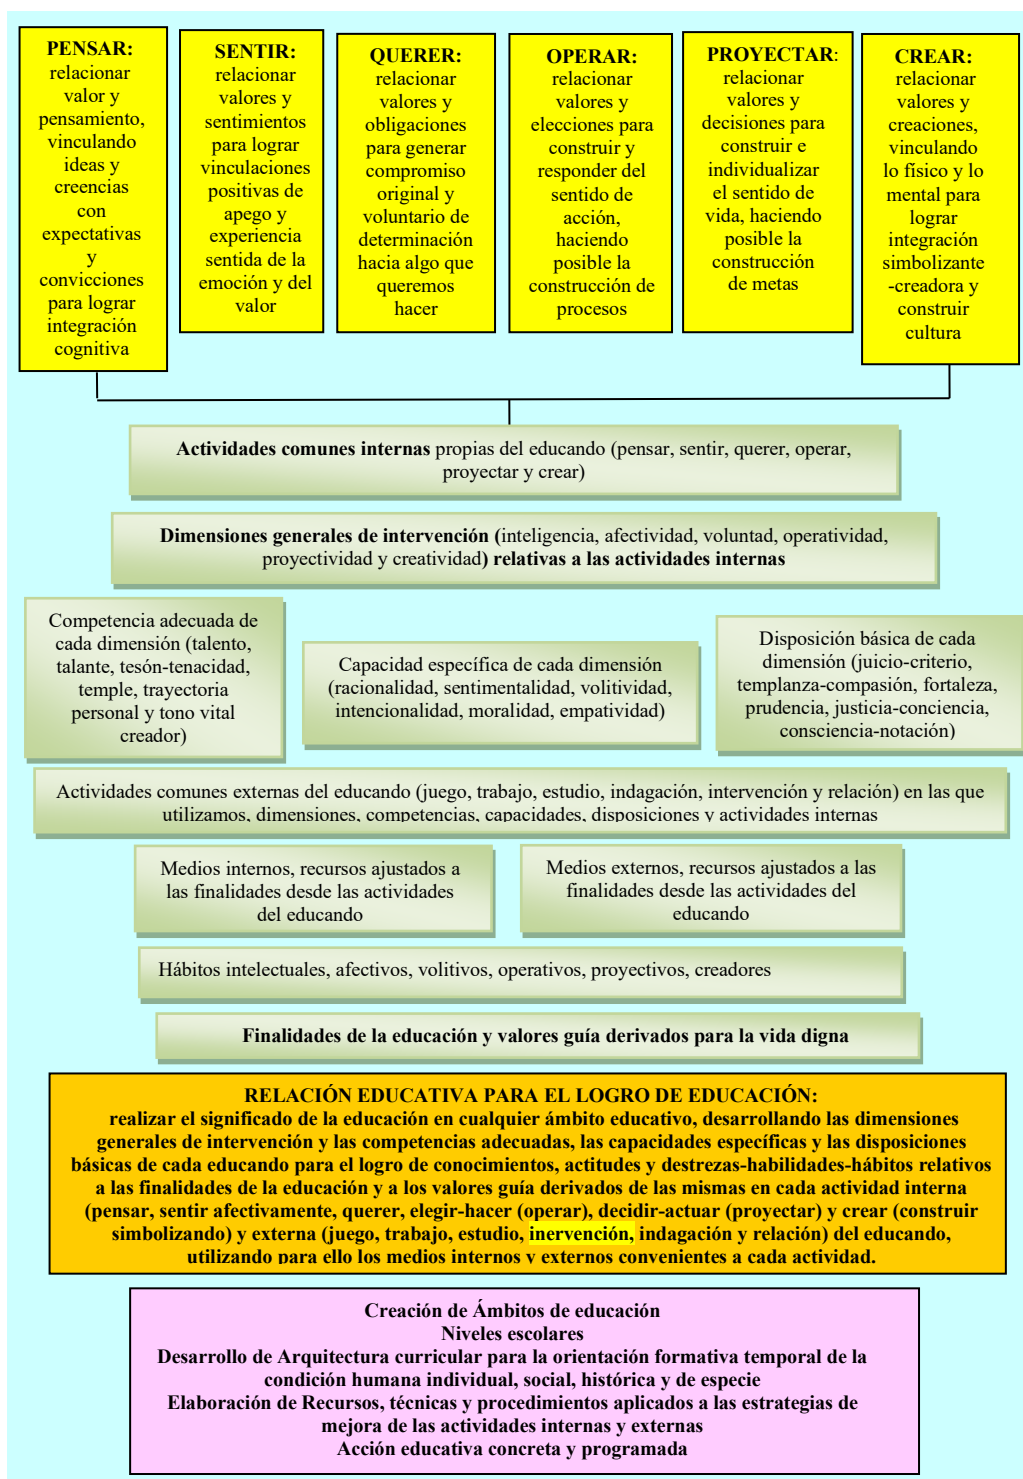 PENSAR:
relacionar
valor y
pensamiento,
vinculando
ideas y
creencias
con
expectativas
y
convicciones
para lograr
integración
cognitiva
SENTIR:
relacionar
valores y
sentimientos
para lograr
vinculaciones
positivas de
apego y
experiencia
sentida de la
emoción y del
valor
QUERER:
relacionar
valores y
obligaciones
para generar
compromiso
original y
voluntario de
determinación
hacia algo que
queremos
hacer
OPERAR:
relacionar
valores y
elecciones para
construir y
responder del
sentido de
acción,
haciendo
posible la
construcción de
procesos
PROYECTAR:
relacionar
valores y
decisiones para
construir e
individualizar
el sentido de
vida, haciendo
posible la
construcción
de metas
CREAR:
relacionar
valores y
creaciones,
vinculando
lo físico y lo
mental para
lograr
integración
simbolizante
-creadora y
construir
cultura
Actividades comunes internas propias del educando (pensar, sentir, querer, operar,
proyectar y crear)
Dimensiones generales de intervención (inteligencia, afectividad, voluntad, operatividad,
proyectividad y creatividad) relativas a las actividades internas
Competencia adecuada de
cada dimensión (talento,
talante, tesón-tenacidad,
temple, trayectoria
personal y tono vital
creador)
Capacidad específica de cada dimensión
(racionalidad, sentimentalidad, volitividad,
intencionalidad, moralidad, empatividad)
Disposición básica de cada
dimensión (juicio-criterio,
templanza-compasión, fortaleza,
prudencia, justicia-conciencia,
consciencia-notación)
Actividades comunes externas del educando (juego, trabajo, estudio, indagación, intervención y relación) en las que
utilizamos, dimensiones, competencias, capacidades, disposiciones y actividades internas
Medios internos, recursos ajustados a
las finalidades desde las actividades
del educando
Medios externos, recursos ajustados a las
finalidades desde las actividades del
educando
Hábitos intelectuales, afectivos, volitivos, operativos, proyectivos, creadores
Finalidades de la educación y valores guía derivados para la vida digna
RELACIÓN EDUCATIVA PARA EL LOGRO DE EDUCACIÓN:
realizar el significado de la educación en cualquier ámbito educativo, desarrollando las dimensiones
generales de intervención y las competencias adecuadas, las capacidades específicas y las disposiciones
básicas de cada educando para el logro de conocimientos, actitudes y destrezas-habilidades-hábitos relativos
a las finalidades de la educación y a los valores guía derivados de las mismas en cada actividad interna
(pensar, sentir afectivamente, querer, elegir-hacer (operar), decidir-actuar (proyectar) y crear (construir
simbolizando) y externa (juego, trabajo, estudio, inervención, indagación y relación) del educando,
utilizando para ello los medios internos y externos convenientes a cada actividad.
Creación de Ámbitos de educación
Niveles escolares
Desarrollo de Arquitectura curricular para la orientación formativa temporal de la
condición humana individual, social, histórica y de especie
Elaboración de Recursos, técnicas y procedimientos aplicados a las estrategias de
mejora de las actividades internas y externas
Acción educativa concreta y programada